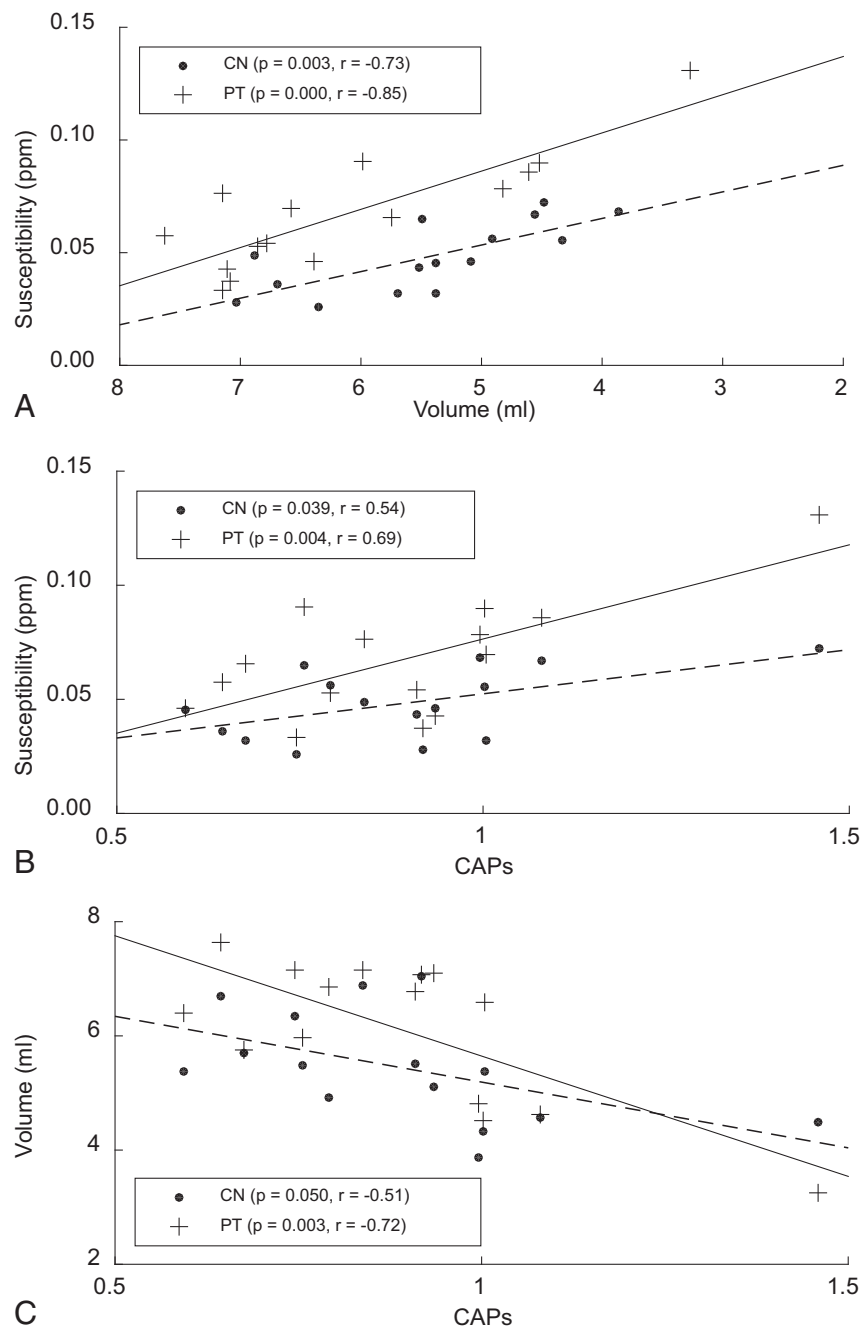 0.15
CN (p = 0.003, r = -0.73)
PT (p = 0.000, r = -0.85)
0.10
Susceptibility (ppm)
0.05
0.00
8 7 6 5 4 3 2
A
Volume (ml)
0.15
CN (p = 0.039, r = 0.54)
PT (p = 0.004, r = 0.69)
0.10
Susceptibility (ppm)
0.05
0.00
0.5 1 1.5
B
CAPs
8
6
Volume (ml)
4
CN (p = 0.050, r = -0.51)
PT (p = 0.003, r = -0.72)
2
0.5 1 1.5
C
CAPs